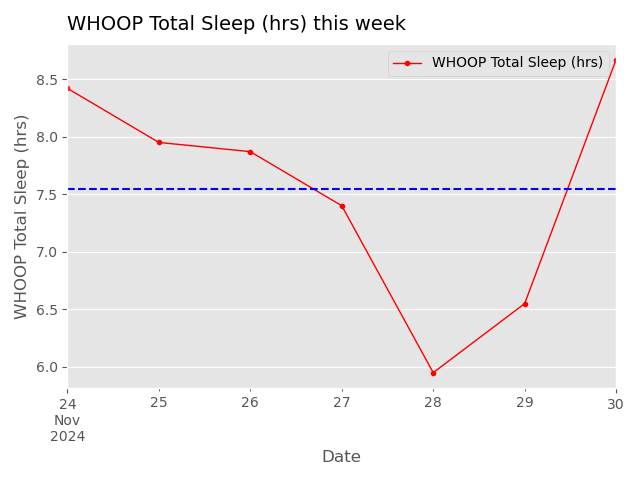 WHOOP Total Sleep (hrs) this week
WHOOP Total Sleep (hrs)
WHOOP Total Sleep (hrs)
8.5
8.0
7.5
7.0
6.5
6.0
24 25 26 27 28 29 30
Nov
2024
Date